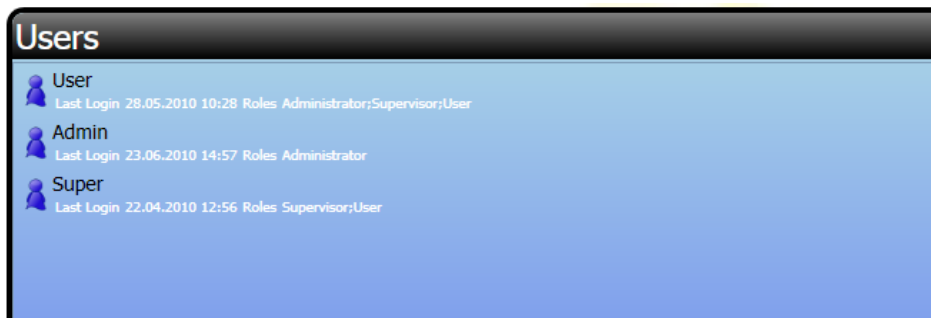 Users
User
Last Login 28.05.2010 10:28 Roles Administrator;Supervisor;User
Admin
Last Login 23.06.2010 14:57 Roles Administrator
Super
Last Login 22.04.2010 12:56 Roles Supervisor;User